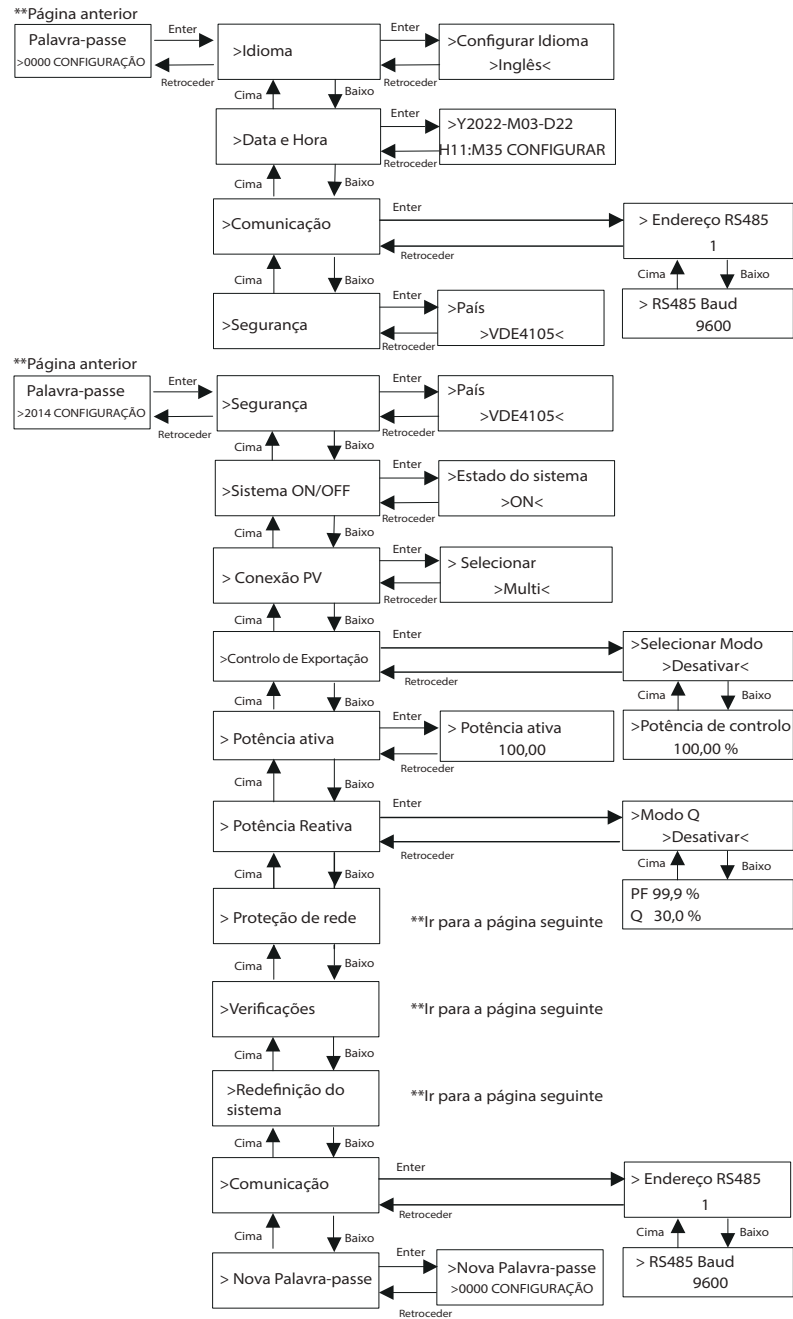 **Página anterior
Palavra-passe
>0000 CONFIGURAÇÃO
Enter
Retroceder
>Idioma
Enter
Retroceder
>Configurar Idioma
>Inglês<
Cima
Baixo
>Data e Hora
Enter
Retroceder
>Y2022-M03-D22
H11:M35 CONFIGURAR
Cima
Baixo
>Comunicação
Enter
Retroceder
> Endereço RS485
1
Cima
Baixo
> RS485 Baud
9600
Cima
Baixo
>Segurança
Enter
Retroceder
>País
>VDE4105<
**Página anterior
Palavra-passe
>2014 CONFIGURAÇÃO
Enter
Retroceder
>Segurança
Enter
Retroceder
>País
>VDE4105<
Cima
Baixo
>Sistema ON/OFF
Enter
Retroceder
>Estado do sistema
>ON<
Cima
Baixo
> Conexão PV
Enter
Retroceder
> Selecionar
>Multi<
Cima
Baixo
>Controlo de Exportação
Enter
Retroceder
>Selecionar Modo
>Desativar<
Cima
Baixo
>Potência de controlo
100,00 %
Cima
Baixo
> Potência ativa
Enter
Retroceder
> Potência ativa
100,00
Cima
Baixo
> Potência Reativa
Enter
Retroceder
>Modo Q
>Desativar<
Cima
Baixo
PF 99,9 %
Q 30,0 %
Cima
Baixo
> Proteção de rede
**Ir para a página seguinte
Cima
Baixo
>Verificações
**Ir para a página seguinte
Cima
Baixo
>Redefinição do
sistema
**Ir para a página seguinte
Cima
Baixo
>Comunicação
Enter
Retroceder
> Endereço RS485
1
Cima
Baixo
> RS485 Baud
9600
Cima
Baixo
> Nova Palavra-passe
Enter
Retroceder
>Nova Palavra-passe
>0000 CONFIGURAÇÃO